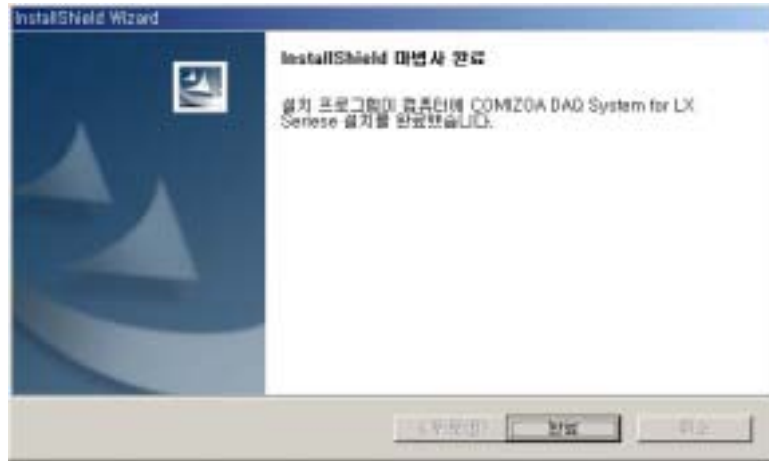 InstallShield Wizard
InstallShield 마법사 완료
설치 프로그램이 컴퓨터에 COMIZOA DAQ System for LX
Seriese 설치를 완료했습니다.
완료
취소